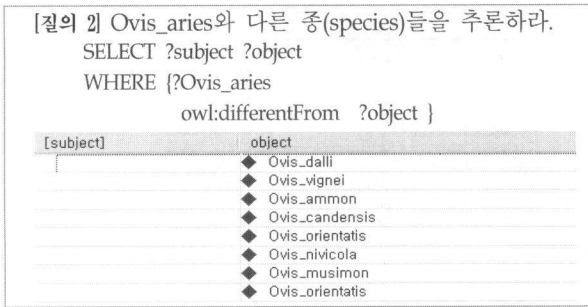 [질의 2] Ovis_aries와 다른 종(species)들을 추론하라.
SELECT ?subject ?object
WHERE {?Ovis_aries
owl:differentFrom ?object }
[subject] object
Ovis_dalli
Ovis_vignei
Ovis_ammon
Ovis_candensis
Ovis_orientatis
Ovis_nivicola
Ovis_musimon
Ovis_orientatis